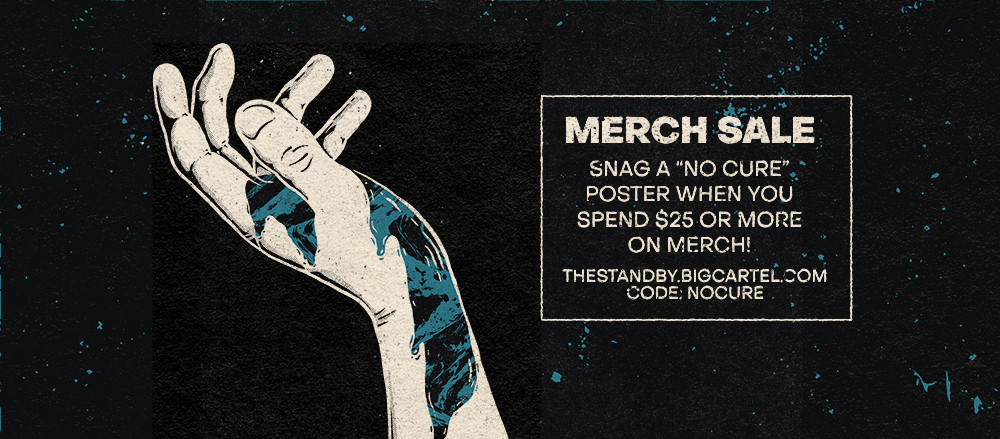 MERCH SALE
SNAG A “NO CURE”
POSTER WHEN YOU
SPEND $25 OR MORE
ON MERCH!
THESTANDBY.BIGCARTEL.COM
CODE: NOCURE